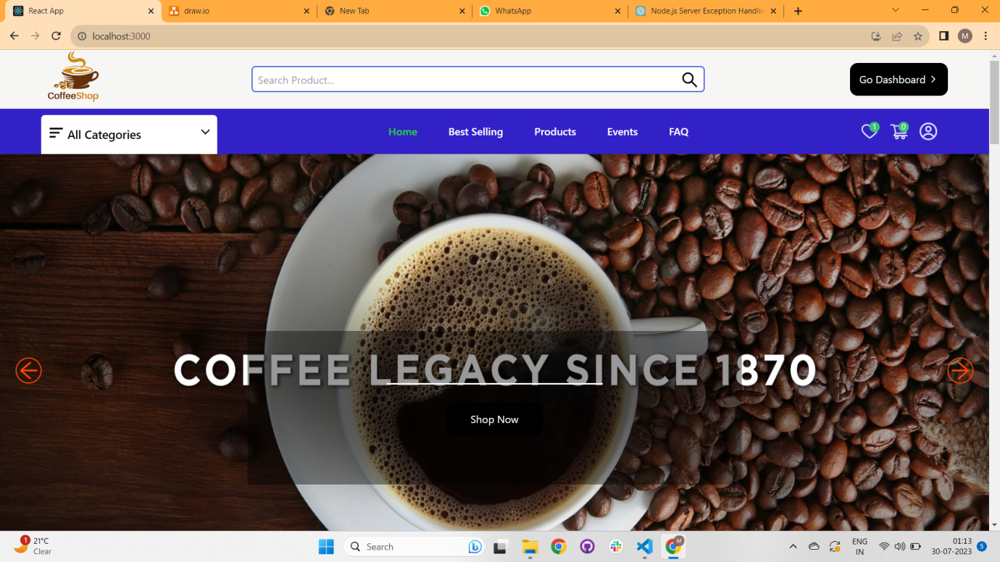 React App
draw.io
New Tab
WhatsApp
Node.js Server Exception Handlin
localhost:3000
M
CoffeeShop
Search Product...
Go Dashboard
All Categories
Home
Best Selling
Products
Events
FAQ
1
0
COFFEE LEGACY SINCE 1870
Shop Now
1
21°C
Clear
Search
M
ENG
IN
01:13
30-07-2023
5